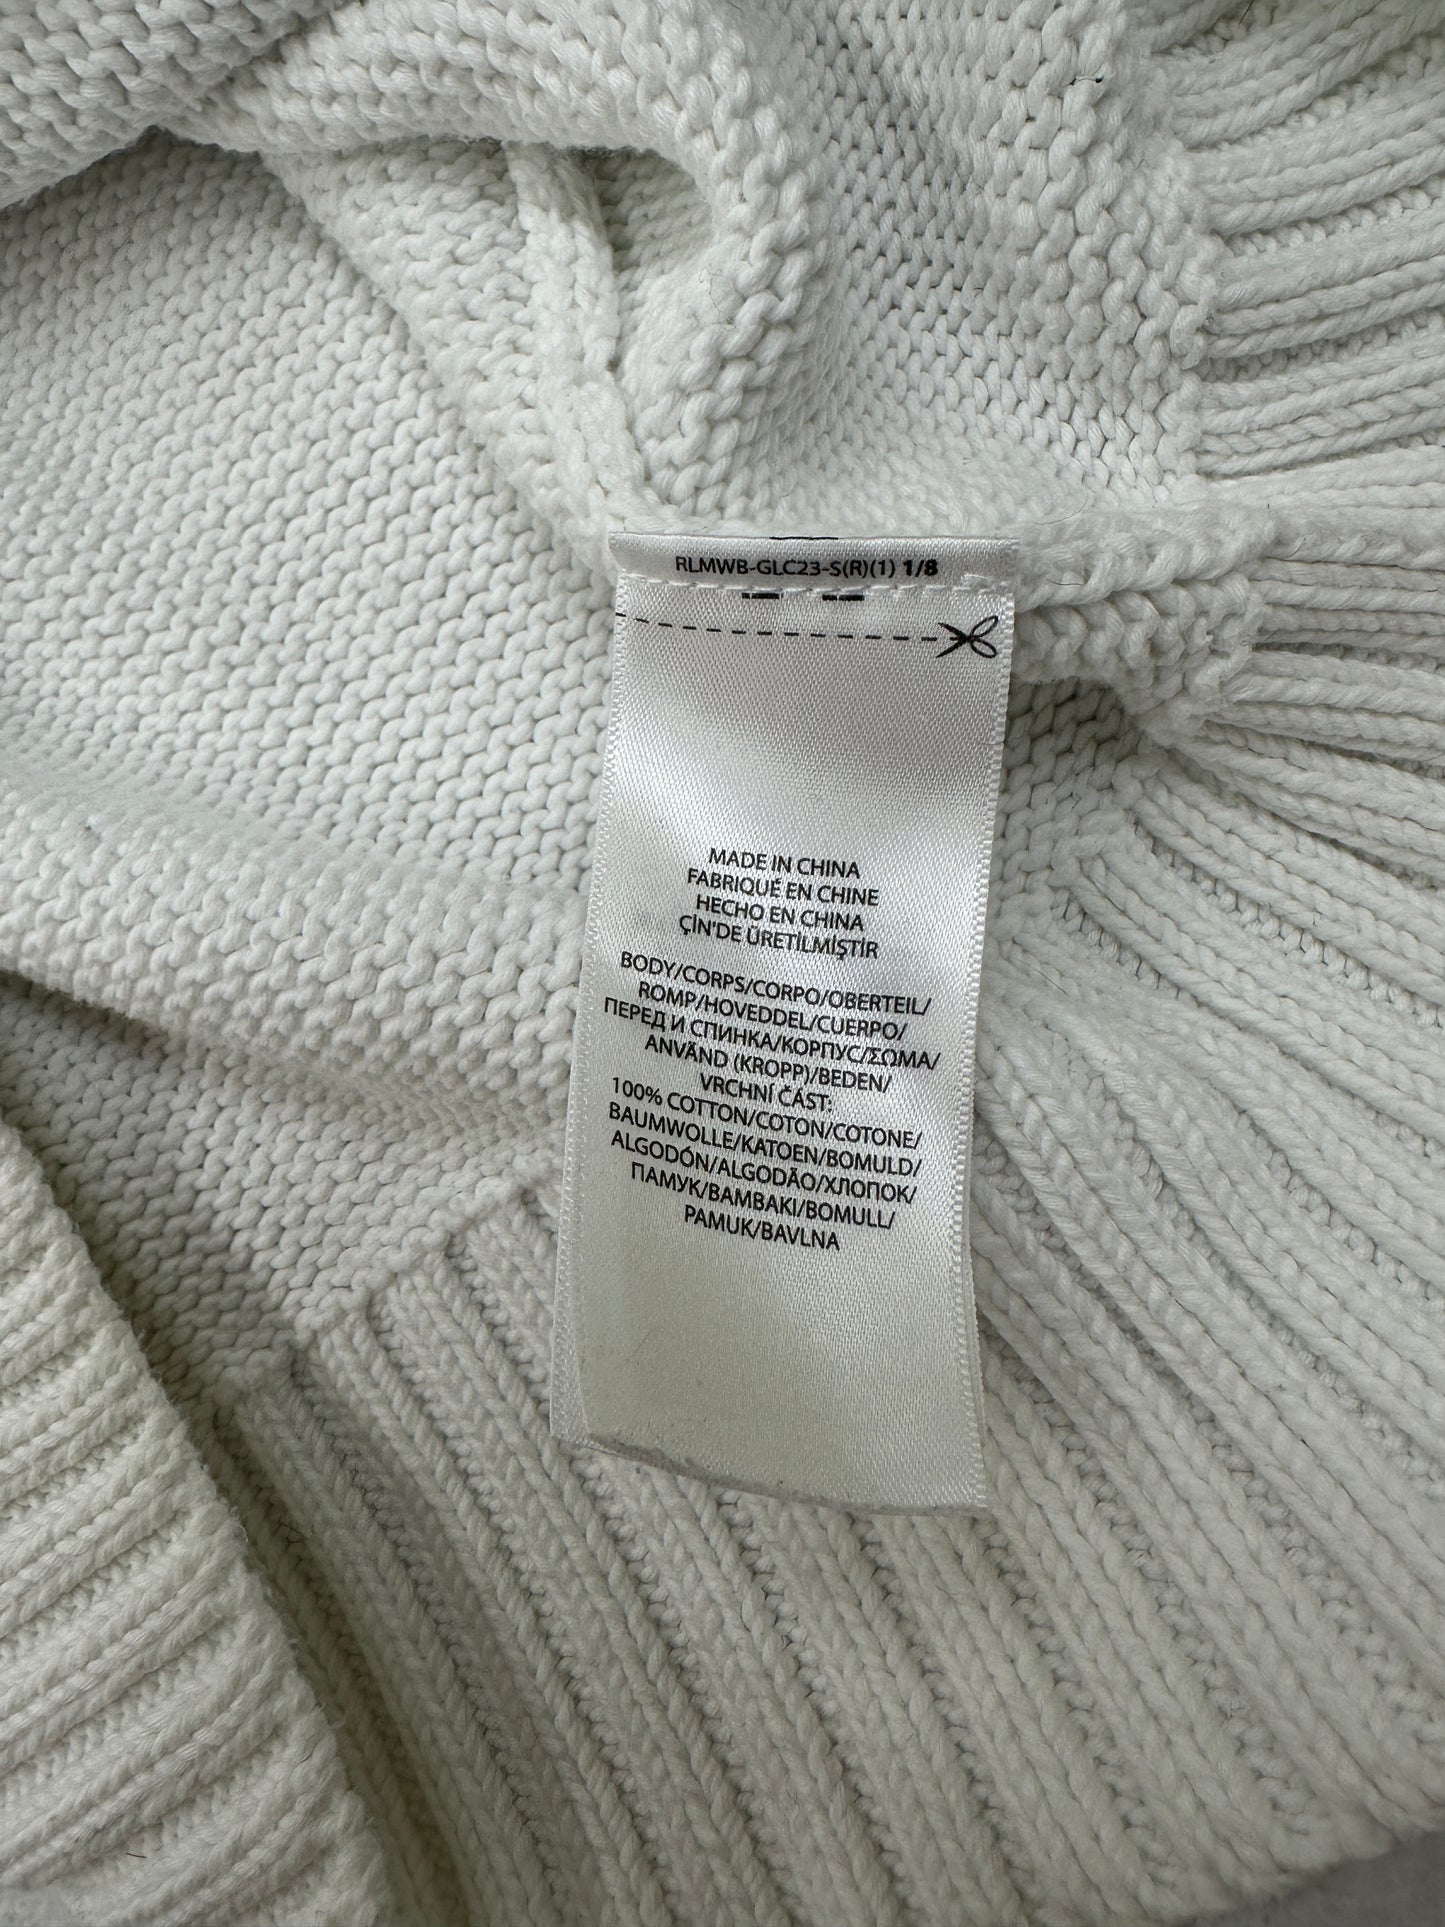 RLMWB-GLC23-S(R)(1) 1/8
MADE IN CHINA
FABRIQUÉ EN CHINE
HECHO EN CHINA
ÇİN'DE ÜRETİLMİŞTİR
BODY/CORPS/CORPO/OBERTEIL/
ROMP/HOVEDDEL/CUERPO/
ПЕРЕД И СПИНКА/КОРПУС/ΣΩΜΑ/
ANVÄND (KROPP)/BEDEN/
VRCHNÍ ČÁST:
100% COTTON/COTON/COTONE/
BAUMWOLLE/KATOEN/BOMULD/
ALGODÓN/ALGODÃO/ХЛОПОК/
ПАМУК/ΒΑΜΒΑΚΙ/BOMULL/
PAMUK/BAVLNA